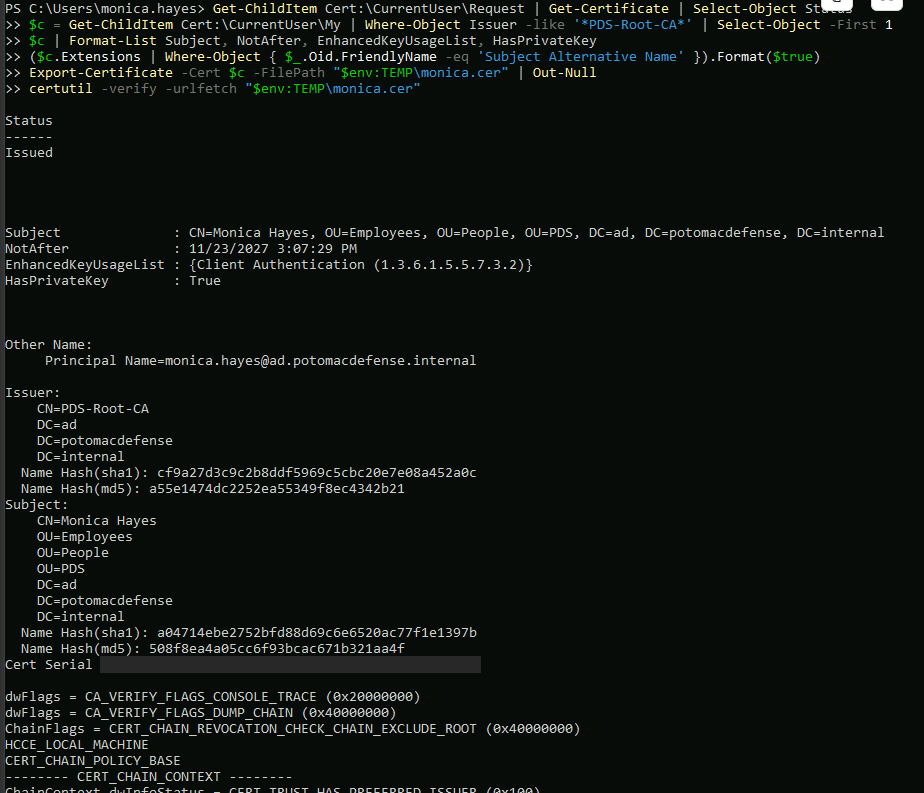 PS C:\Users\monica.hayes> Get-ChildItem Cert:\CurrentUser\Request | Get-Certificate | Select-Object Status
>> $c = Get-ChildItem Cert:\CurrentUser\My | Where-Object Issuer -like '*PDS-Root-CA*' | Select-Object -First 1
>> $c | Format-List Subject, NotAfter, EnhancedKeyUsageList, HasPrivateKey
>> ($c.Extensions | Where-Object { $_.Oid.FriendlyName -eq 'Subject Alternative Name' }).Format($true)
>> Export-Certificate -Cert $c -FilePath "$env:TEMP\monica.cer" | Out-Null
>> certutil -verify -urlfetch "$env:TEMP\monica.cer"
Status
------
Issued
Subject : CN=Monica Hayes, OU=Employees, OU=People, OU=PDS, DC=ad, DC=potomacdefense, DC=internal
NotAfter : 11/23/2027 3:07:29 PM
EnhancedKeyUsageList : {Client Authentication (1.3.6.1.5.5.7.3.2)}
HasPrivateKey : True
Other Name:
Principal Name=monica.hayes@ad.potomacdefense.internal
Issuer:
CN=PDS-Root-CA
DC=ad
DC=potomacdefense
DC=internal
Name Hash(sha1): cf9a27d3c9c2b8ddf5969c5cbc20e7e08a452a0c
Name Hash(md5): a55e1474dc2252ea55349f8ec4342b21
Subject:
CN=Monica Hayes
OU=Employees
OU=People
OU=PDS
DC=ad
DC=potomacdefense
DC=internal
Name Hash(sha1): a04714ebe2752bfd88d69c6e6520ac77f1e1397b
Name Hash(md5): 508f8ea4a05cc6f93bcac671b321aa4f
Cert Serial
dwFlags = CA_VERIFY_FLAGS_CONSOLE_TRACE (0x20000000)
dwFlags = CA_VERIFY_FLAGS_DUMP_CHAIN (0x40000000)
ChainFlags = CERT_CHAIN_REVOCATION_CHECK_CHAIN_EXCLUDE_ROOT (0x40000000)
HCCE_LOCAL_MACHINE
CERT_CHAIN_POLICY_BASE
-------- CERT_CHAIN_CONTEXT --------
ChainContext.dwInfoStatus = CERT_TRUST_HAS_PREFERRED_ISSUER (0x100)